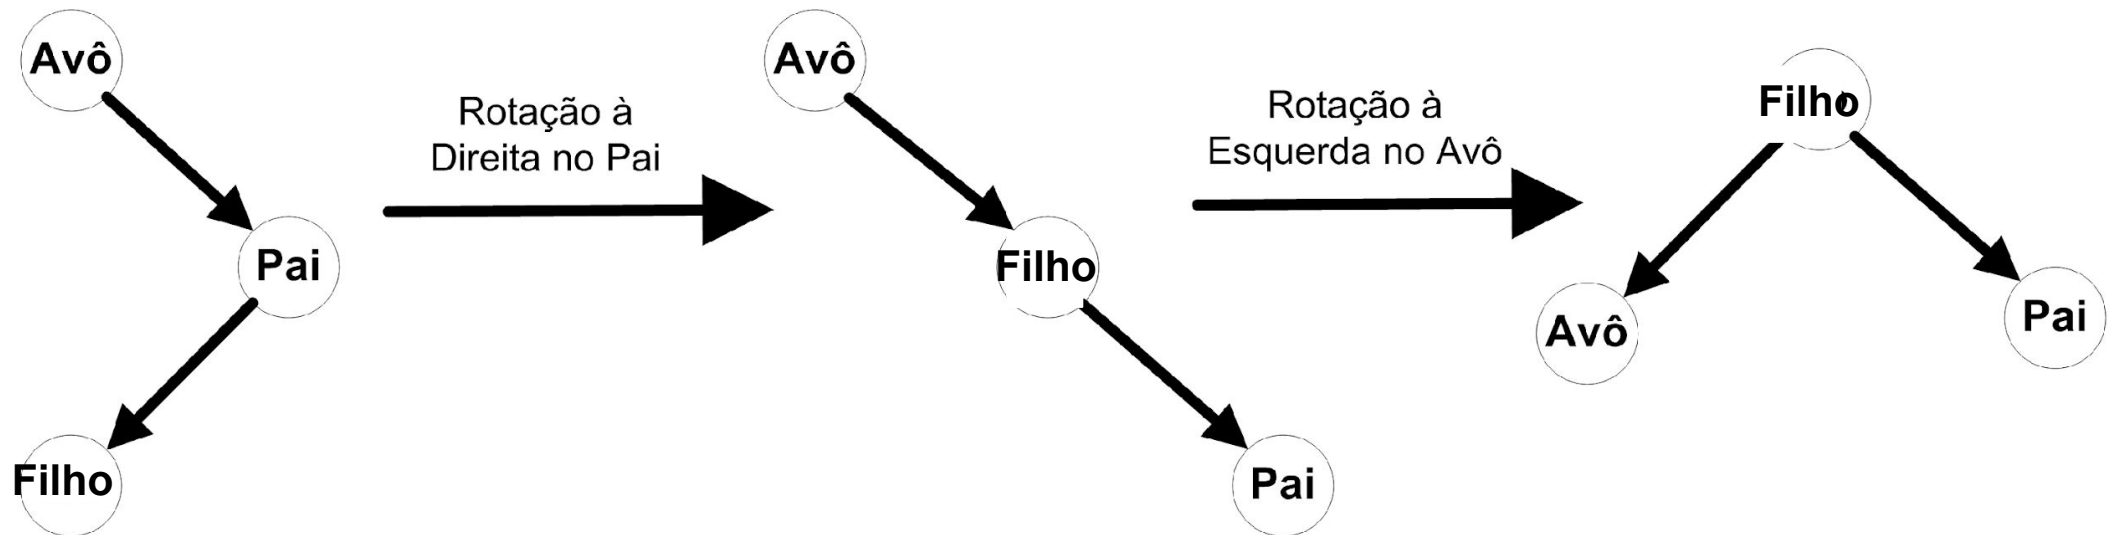 Avô
Pai
Filho
Rotação à
Direita no Pai
Avô
Filho
Pai
Rotação à
Esquerda no Avô
Filho
Avô
Pai